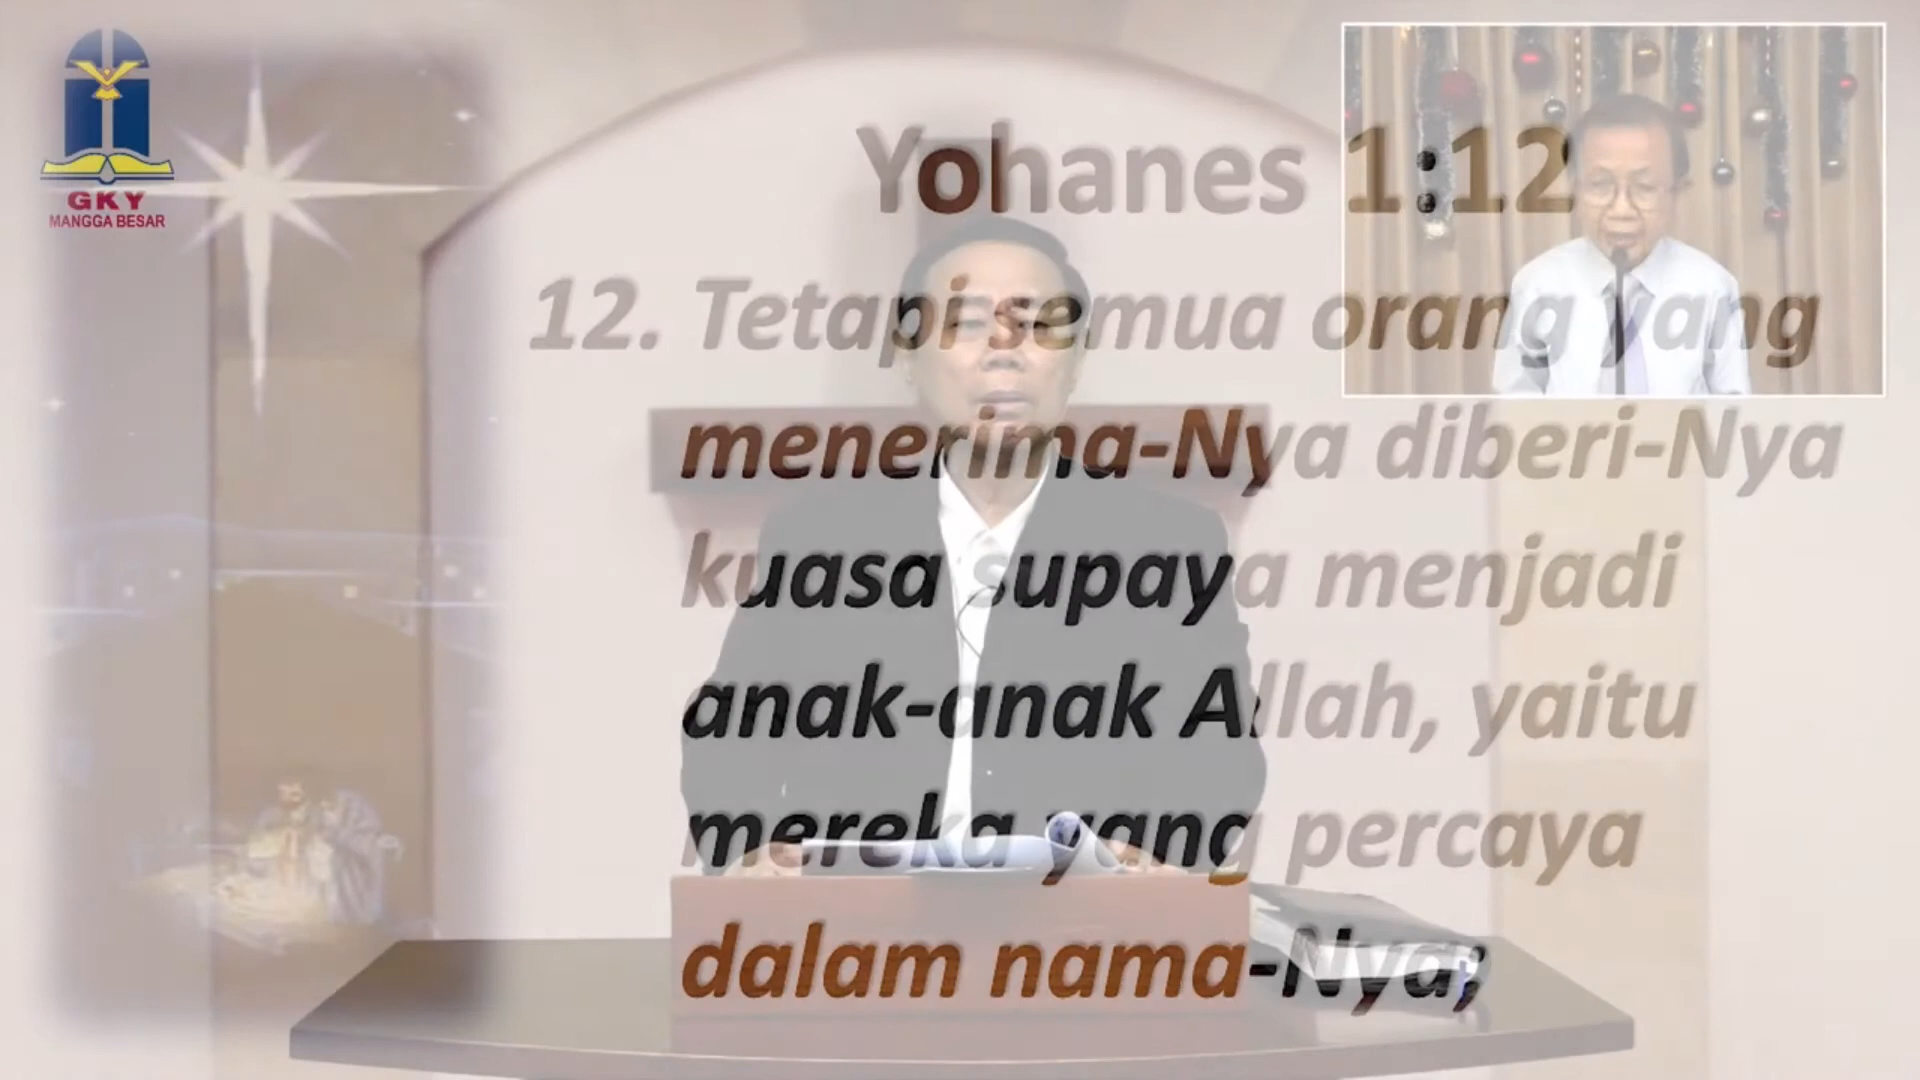 GKY
MANGGA BESAR
Yohanes 1:12
12. Tetapi semua orang yang
menerima-Nya diberi-Nya
kuasa supaya menjadi
anak-anak Allah, yaitu
mereka yang percaya
dalam nama-Nya;